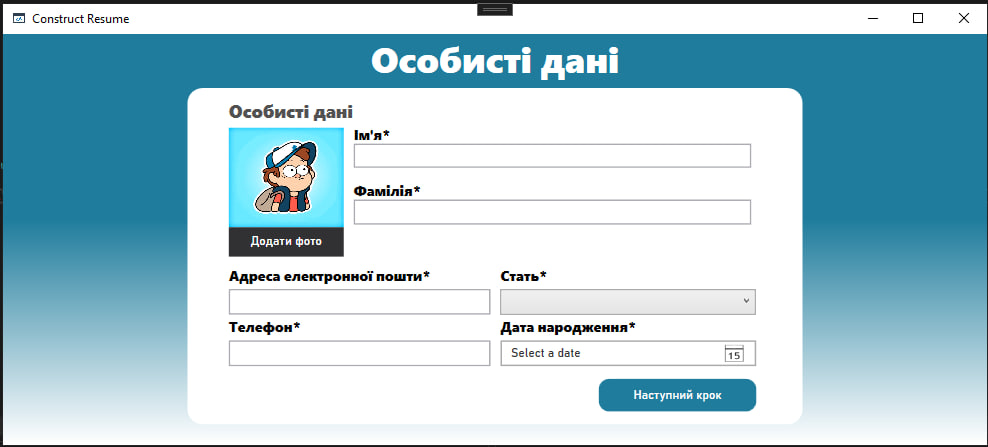 Construct Resume
Особисті дані
Особисті дані
Ім'я*
Фамілія*
Додати фото
Адреса електронної пошти*
Стать*
Телефон*
Дата народження*
Select a date
15
Наступний крок